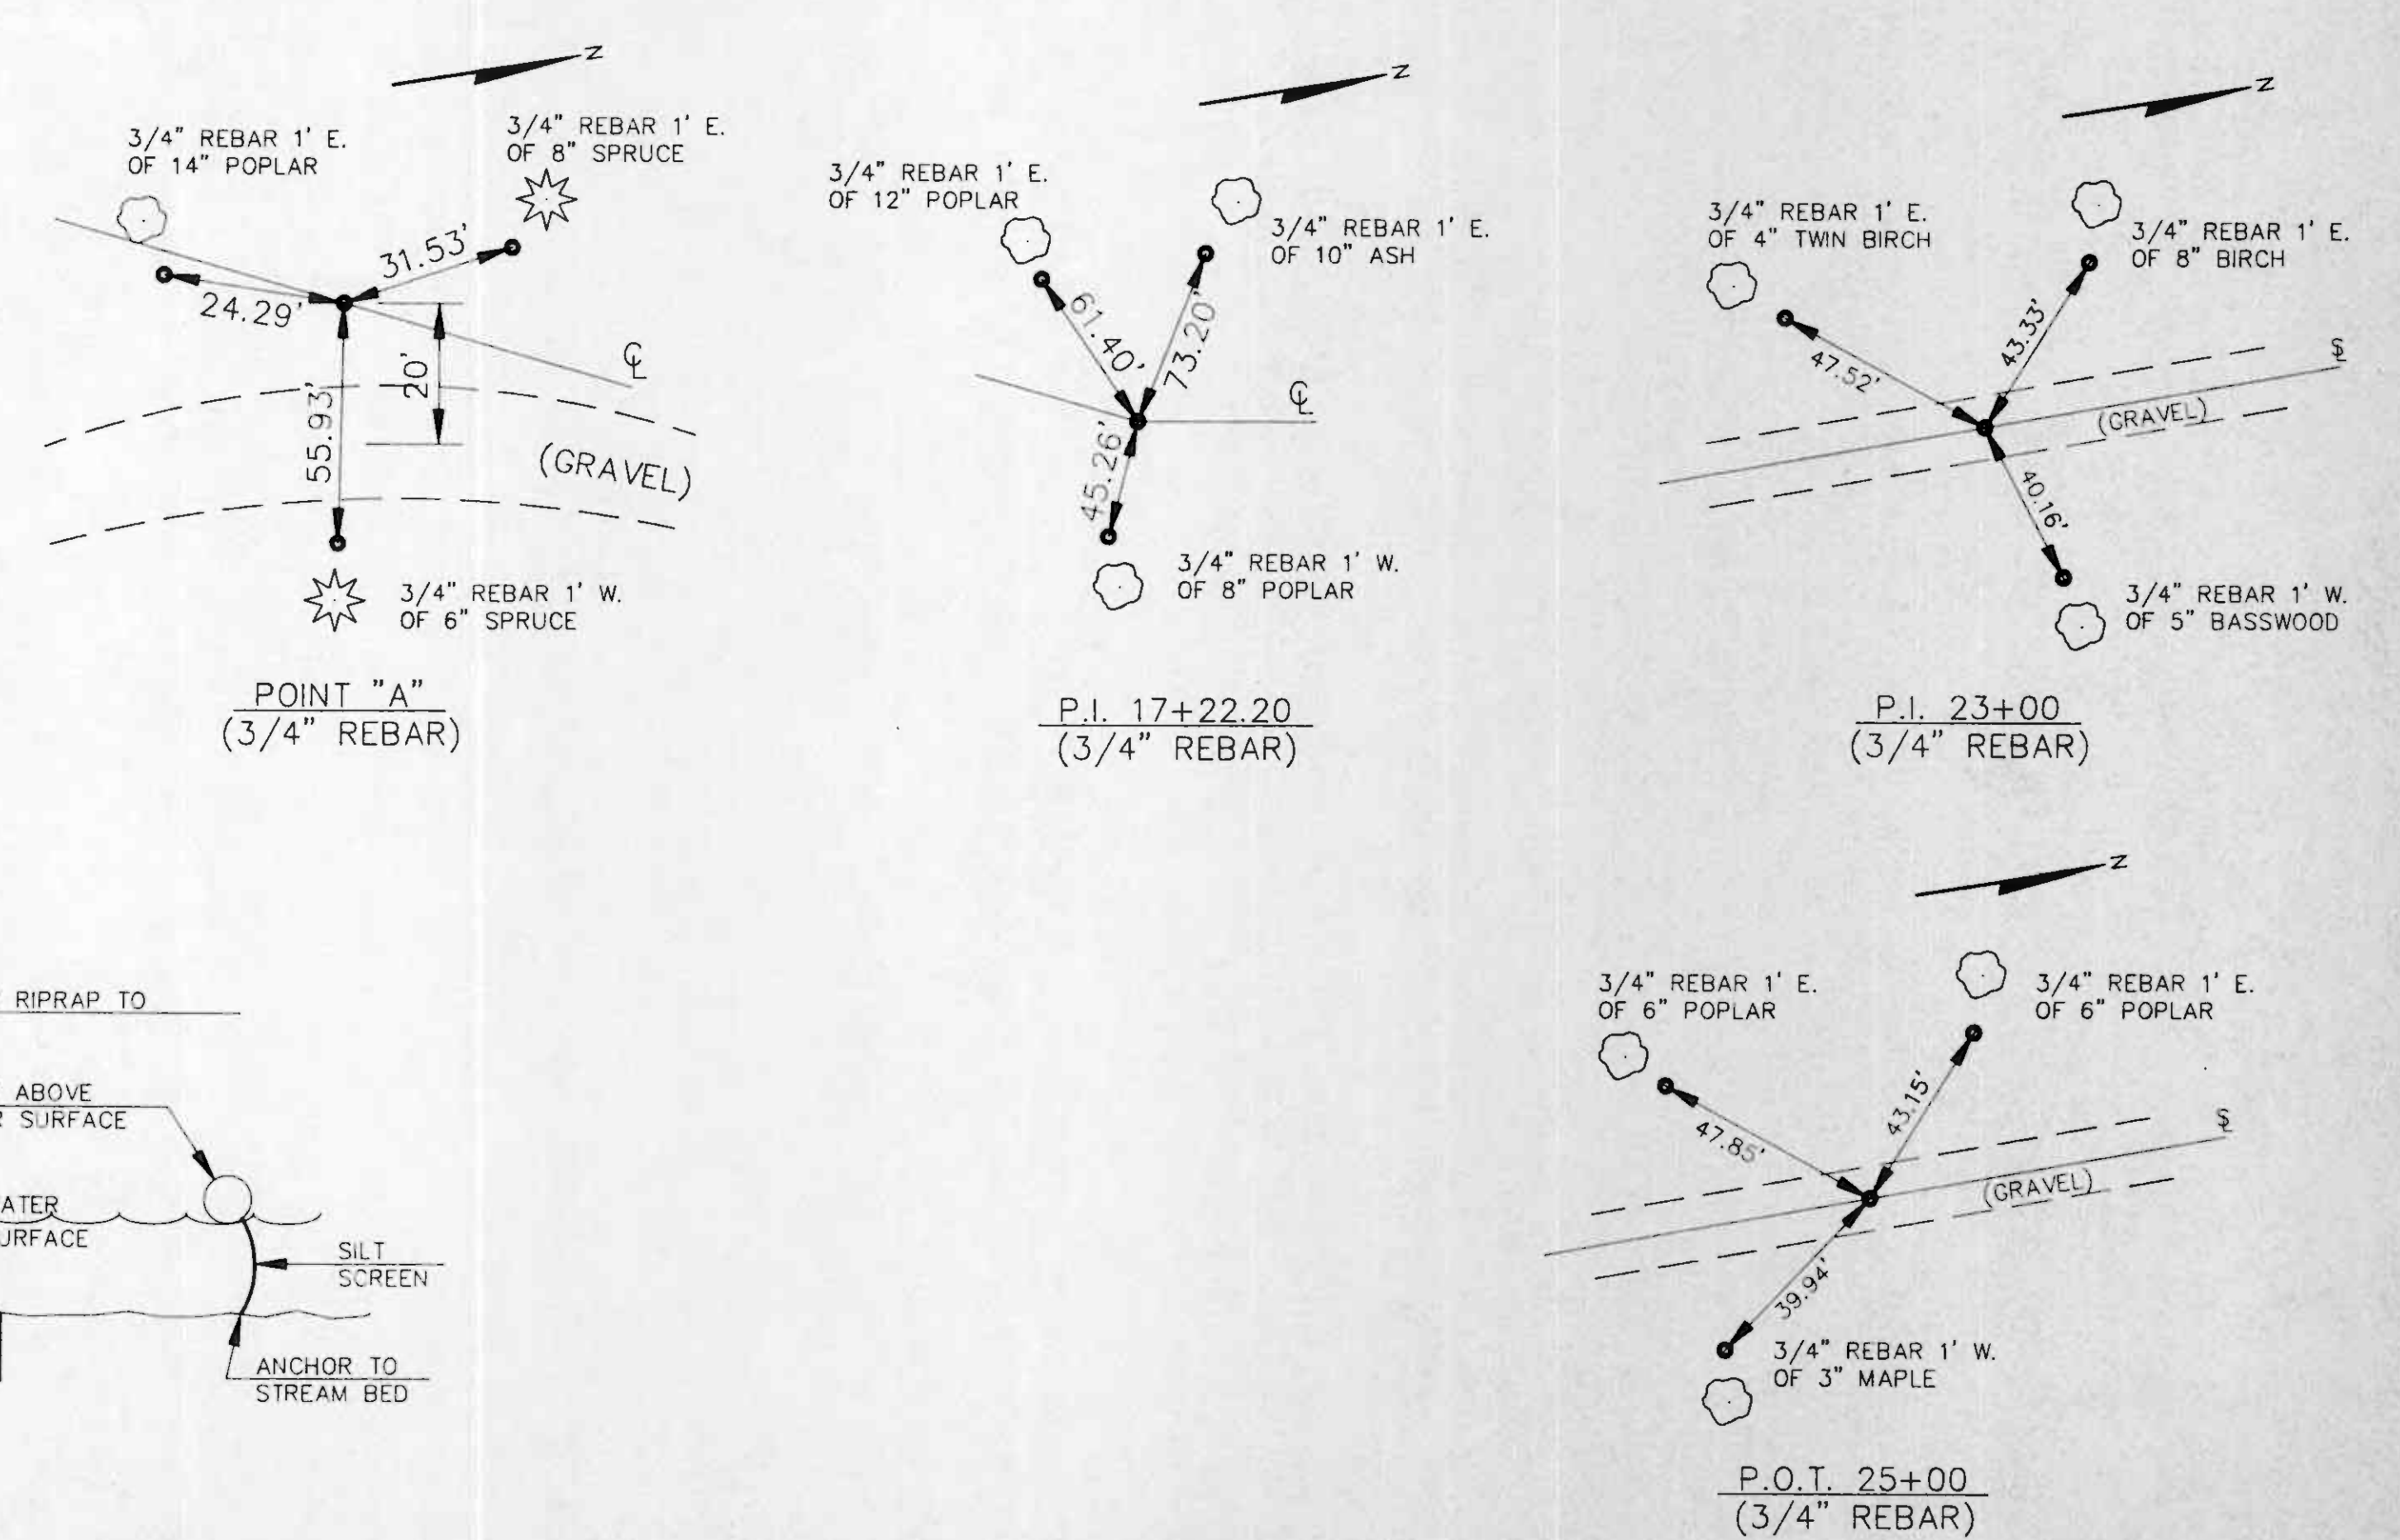 N
3/4" REBAR 1' E.
OF 14" POPLAR
3/4" REBAR 1' E.
OF 8" SPRUCE
31.53'
24.29'
20'
55.93'
℄
(GRAVEL)
3/4" REBAR 1' W.
OF 6" SPRUCE
POINT "A"
(3/4" REBAR)
N
3/4" REBAR 1' E.
OF 12" POPLAR
3/4" REBAR 1' E.
OF 10" ASH
61.40'
73.20'
℄
45.26'
3/4" REBAR 1' W.
OF 8" POPLAR
P.I. 17+22.20
(3/4" REBAR)
N
3/4" REBAR 1' E.
OF 4" TWIN BIRCH
3/4" REBAR 1' E.
OF 8" BIRCH
43.33'
47.52'
(GRAVEL)
40.16'
3/4" REBAR 1' W.
OF 5" BASSWOOD
P.I. 23+00
(3/4" REBAR)
RIPRAP TO
ABOVE
R SURFACE
ATER
URFACE
SILT
SCREEN
ANCHOR TO
STREAM BED
N
3/4" REBAR 1' E.
OF 6" POPLAR
3/4" REBAR 1' E.
OF 6" POPLAR
43.15'
47.85'
(GRAVEL)
39.94'
3/4" REBAR 1' W.
OF 3" MAPLE
P.O.T. 25+00
(3/4" REBAR)